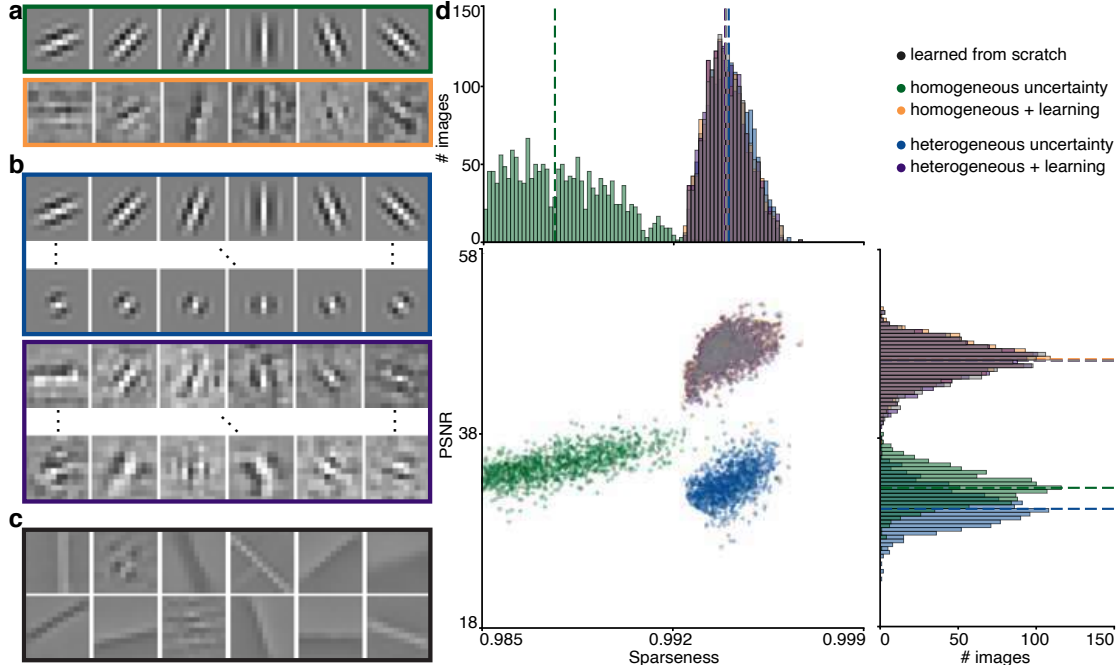 a
b
c
d
150
100
50
0
# images
learned from scratch
homogeneous uncertainty
homogeneous + learning
heterogeneous uncertainty
heterogeneous + learning
58
38
18
PSNR
0.985
0.992
0.999
Sparseness
0
50
100
150
# images